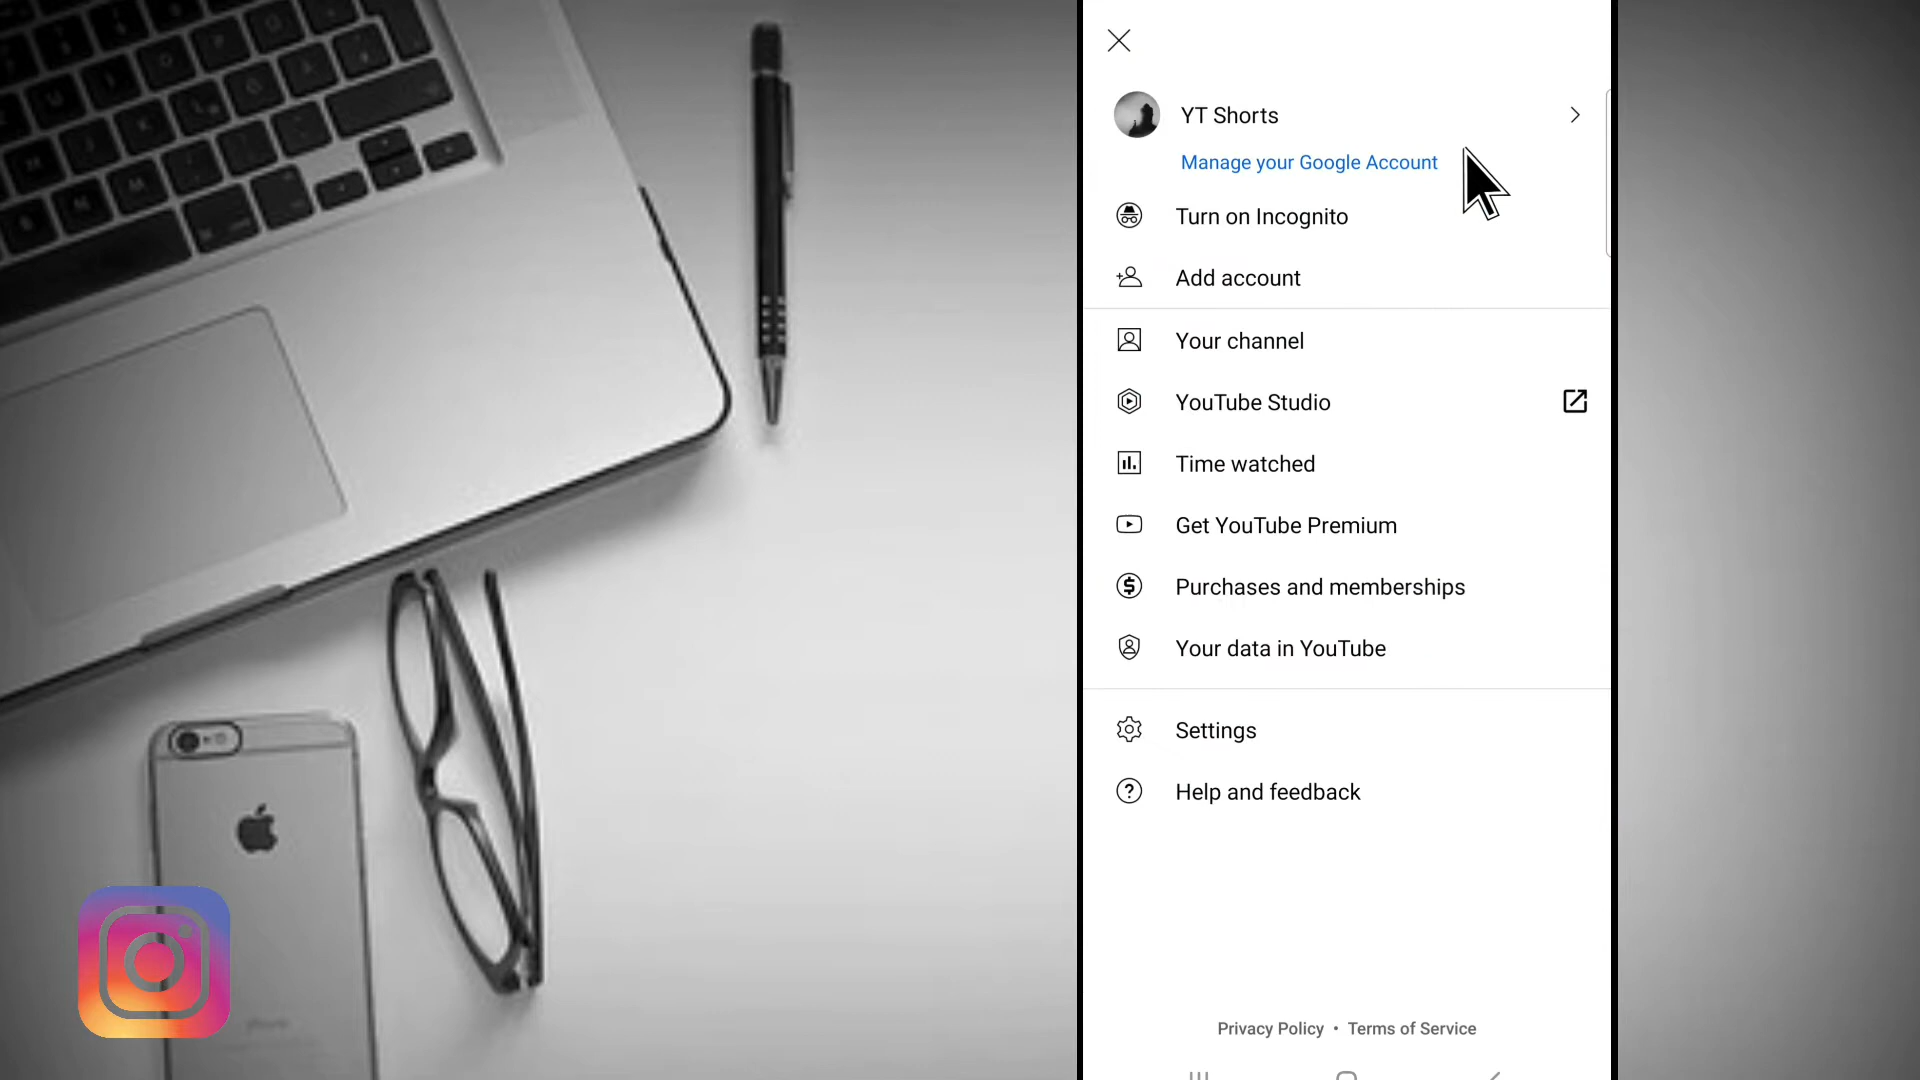 YT Shorts
Manage your Google Account
Turn on Incognito
Add account
Your channel
YouTube Studio
Time watched
Get YouTube Premium
Purchases and memberships
Your data in YouTube
Settings
Help and feedback
Privacy Policy • Terms of Service